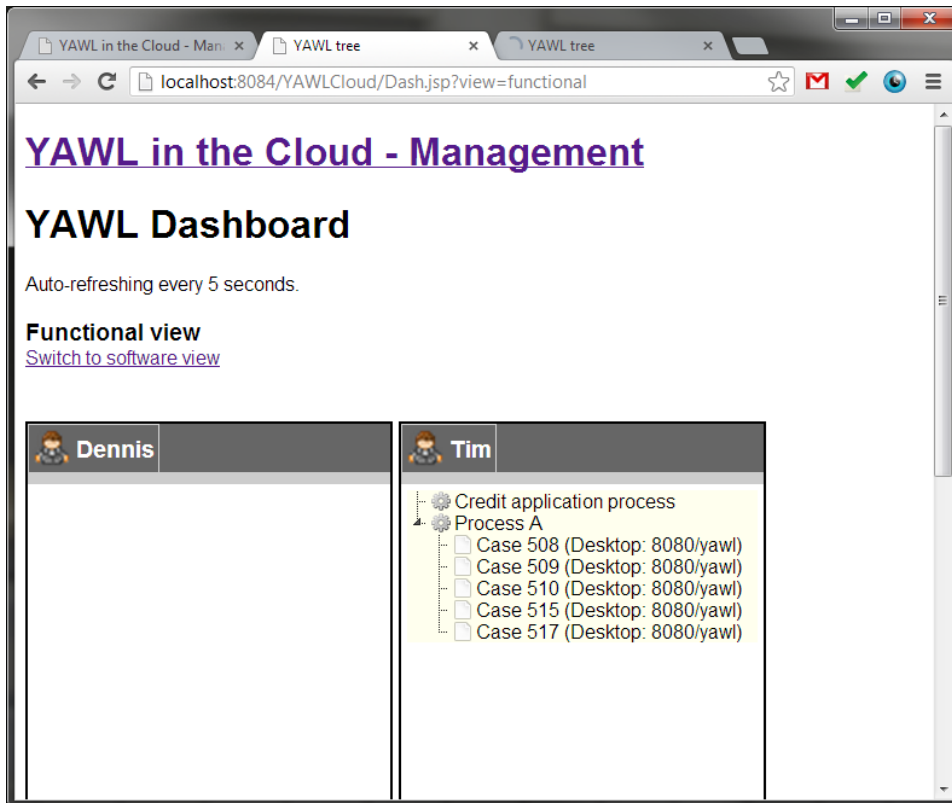 YAWL in the Cloud - Man
YAWL tree
YAWL tree
localhost:8084/YAWLCloud/Dash.jsp?view=functional
YAWL in the Cloud - Management
YAWL Dashboard
Auto-refreshing every 5 seconds.
Functional view
Switch to software view
Dennis
Tim
Credit application process
Process A
Case 508 (Desktop: 8080/yawl)
Case 509 (Desktop: 8080/yawl)
Case 510 (Desktop: 8080/yawl)
Case 515 (Desktop: 8080/yawl)
Case 517 (Desktop: 8080/yawl)